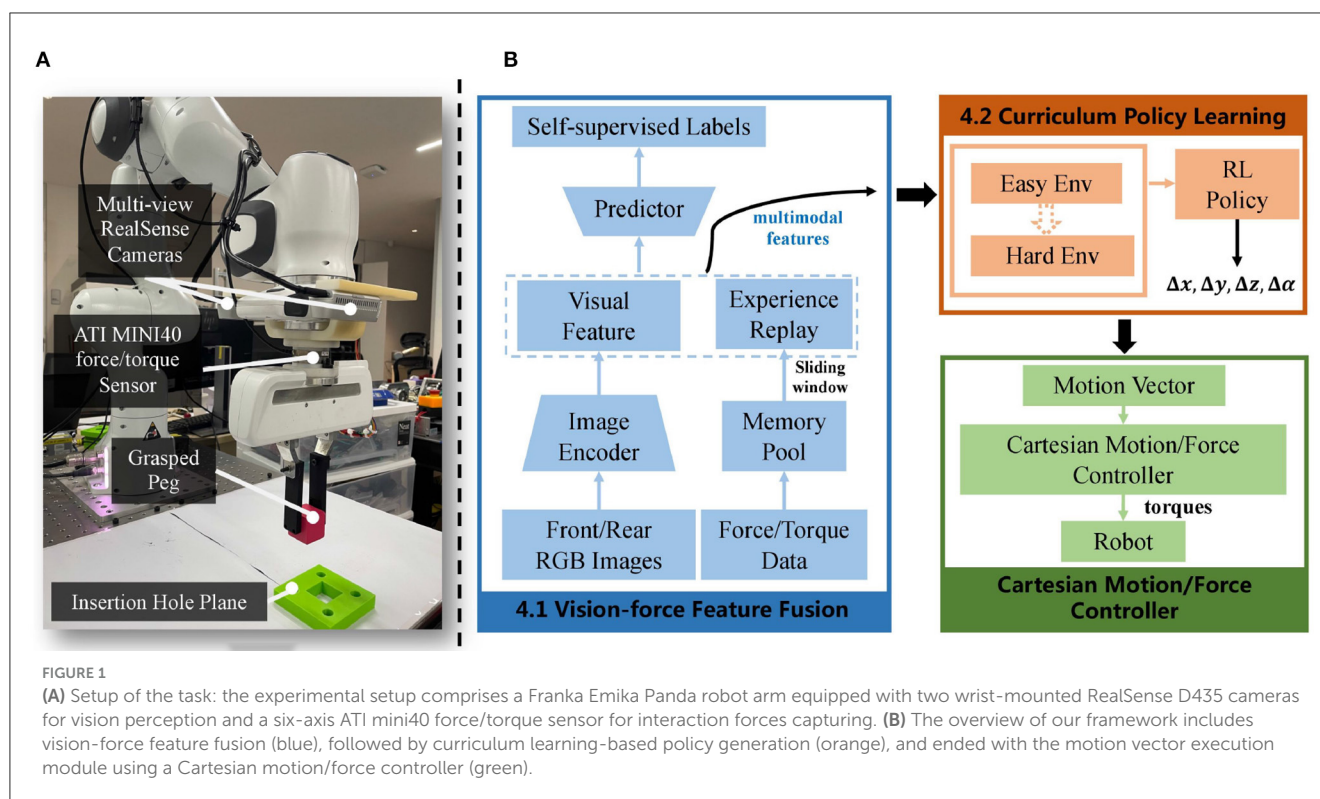 A
B
Multi-view
RealSense
Cameras
ATI MINI40
force/torque
Sensor
Grasped
Peg
Insertion Hole Plane
Self-supervised Labels
Predictor
multimodal
features
Visual
Feature
Experience
Replay
Sliding
window
Image
Encoder
Memory
Pool
Front/Rear
RGB Images
Force/Torque
Data
4.1 Vision-force Feature Fusion
4.2 Curriculum Policy Learning
Easy Env
Hard Env
RL
Policy
Δx, Δy, Δz, Δα
Motion Vector
Cartesian Motion/Force
Controller
torques
Robot
Cartesian Motion/Force
Controller
FIGURE 1
(A) Setup of the task: the experimental setup comprises a Franka Emika Panda robot arm equipped with two wrist-mounted RealSense D435 cameras
for vision perception and a six-axis ATI mini40 force/torque sensor for interaction forces capturing. (B) The overview of our framework includes
vision-force feature fusion (blue), followed by curriculum learning-based policy generation (orange), and ended with the motion vector execution
module using a Cartesian motion/force controller (green).